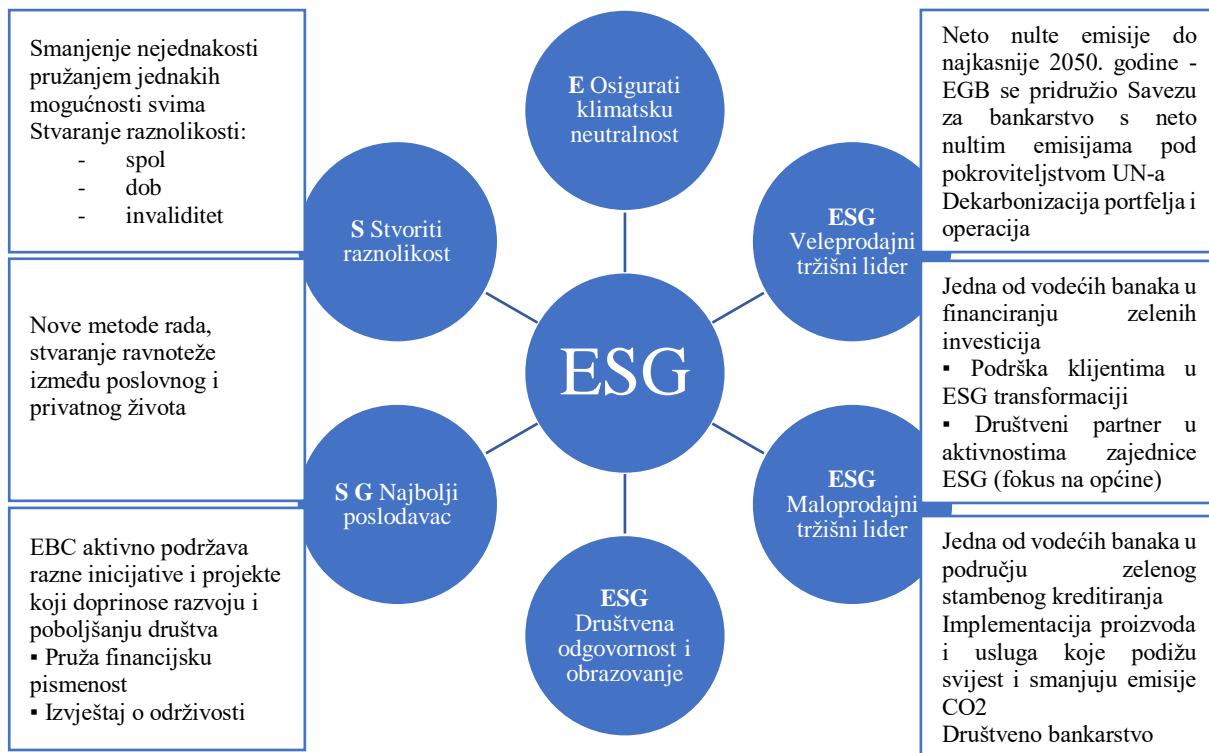 Smanjenje nejednakosti
pružanjem jednakih
mogućnosti svima
Stvaranje raznolikosti:
- spol
- dob
- invaliditet
Nove metode rada,
stvaranje ravnoteže
između poslovnog i
privatnog života
EBC aktivno podržava
razne inicijative i projekte
koji doprinose razvoju i
poboljšanju društva
▪ Pruža financijsku
pismenost
▪ Izvještaj o održivosti
E Osigurati
klimatsku
neutralnost
S Stvoriti
raznolikost
ESG
Veleprodajni
tržišni lider
ESG
S G Najbolji
poslodavac
ESG
Maloprodajni
tržišni lider
ESG
Društvena
odgovornost i
obrazovanje
Neto nulte emisije do
najkasnije 2050. godine -
EGB se pridružio Savezu
za bankarstvo s neto
nultim emisijama pod
pokroviteljstvom UN-a
Dekarbonizacija portfelja i
operacija
Jedna od vodećih banaka u
financiranju zelenih
investicija
▪ Podrška klijentima u
ESG transformaciji
▪ Društveni partner u
aktivnostima zajednice
ESG (fokus na općine)
Jedna od vodećih banaka u
području zelenog
stambenog kreditiranja
Implementacija proizvoda
i usluga koje podižu
svijest i smanjuju emisije
CO2
Društveno bankarstvo